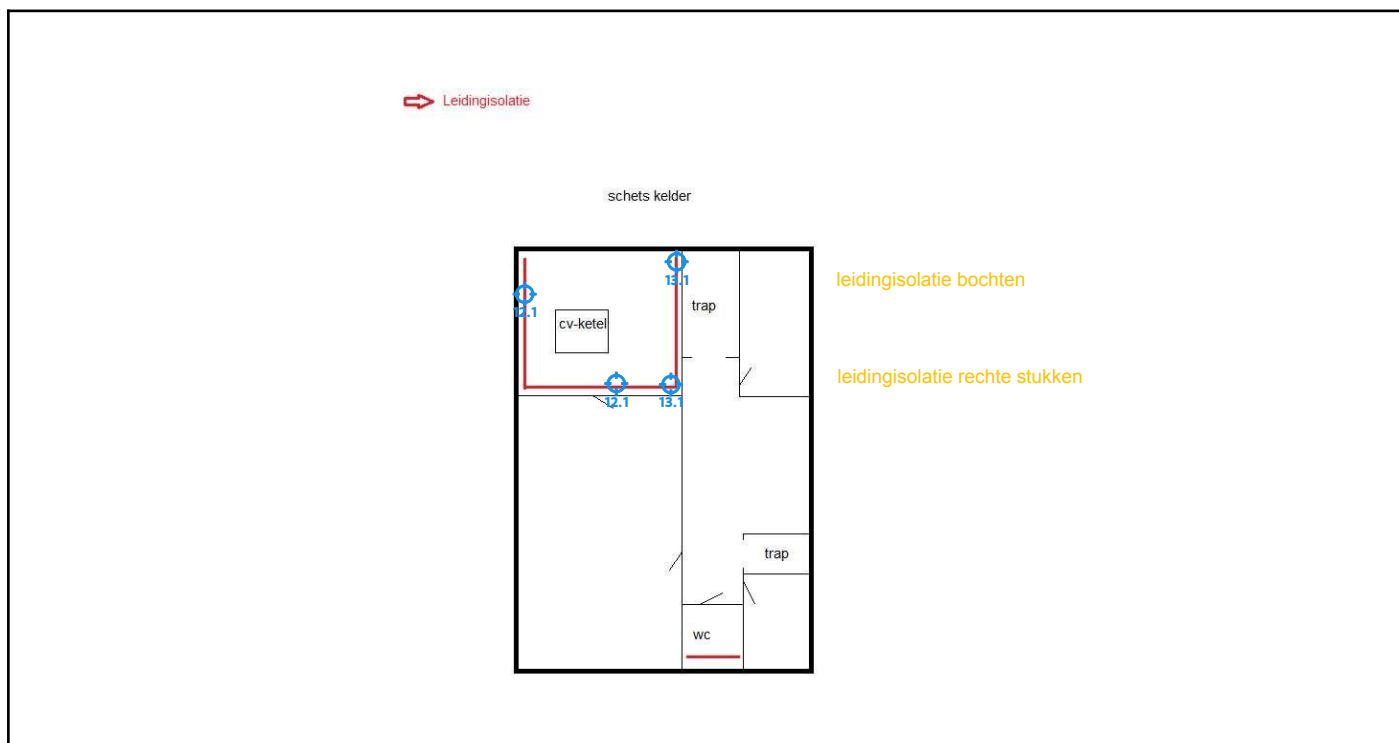 Leidingisolatie
schets kelder
13.1
leidingisolatie bochten
12.1
trap
cv-ketel
leidingisolatie rechte stukken
12.1
13.1
trap
wc